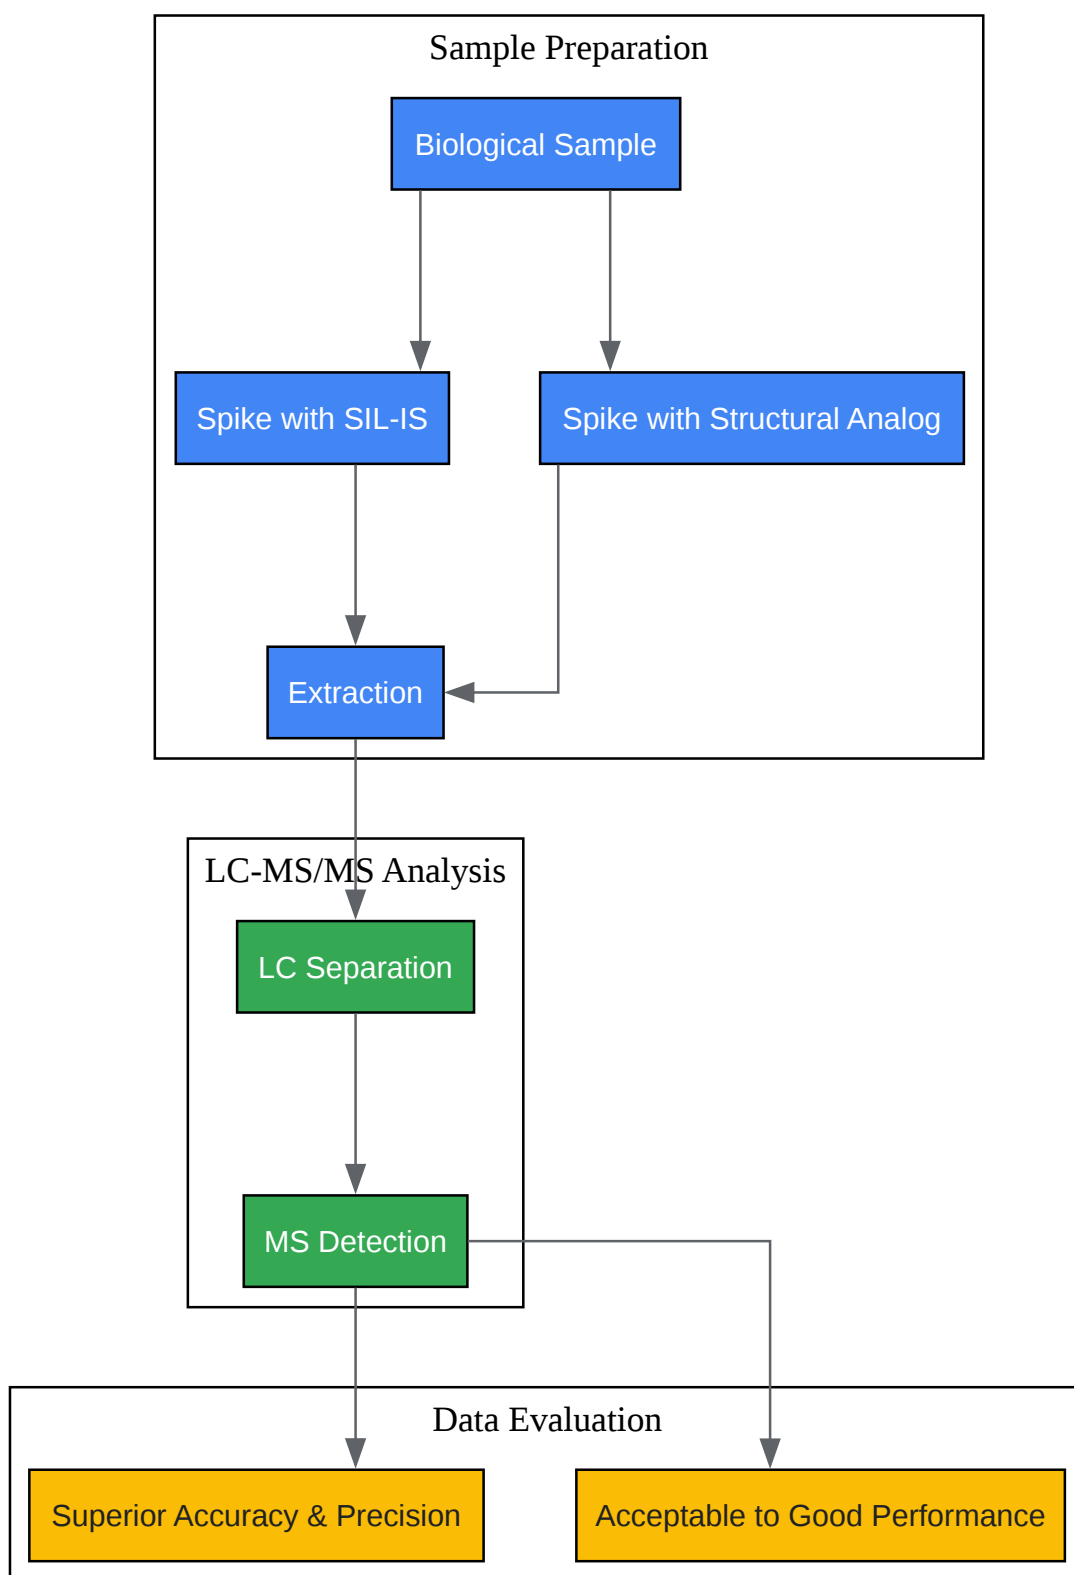 Sample Preparation
Biological Sample
Spike with SIL-IS
Spike with Structural Analog
Extraction
LC-MS/MS Analysis
LC Separation
MS Detection
Data Evaluation
Superior Accuracy & Precision
Acceptable to Good Performance